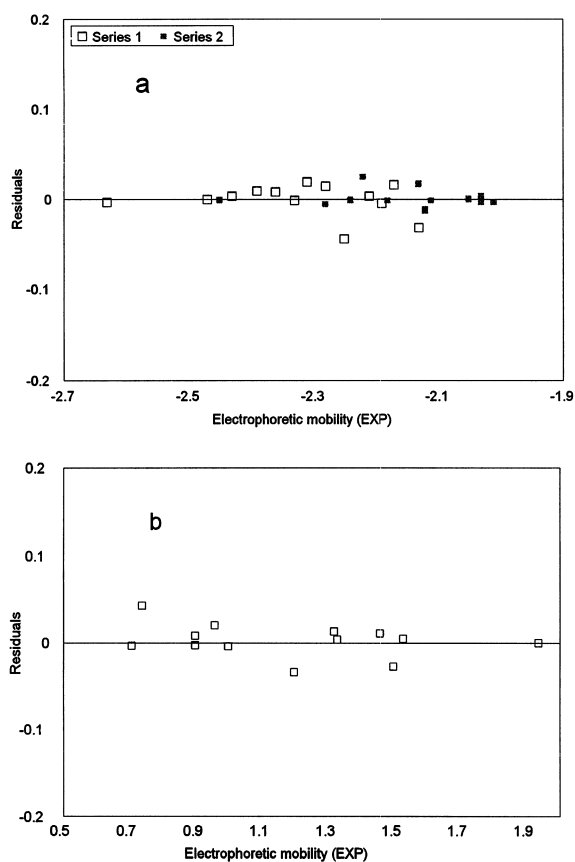 0.2
Series 1 Series 2
a
0.1
0
-0.1
-0.2
Residuals
-2.7 -2.5 -2.3 -2.1 -1.9
Electrophoretic mobility (EXP)
0.2
b
0.1
0
-0.1
-0.2
Residuals
0.5 0.7 0.9 1.1 1.3 1.5 1.7 1.9
Electrophoretic mobility (EXP)